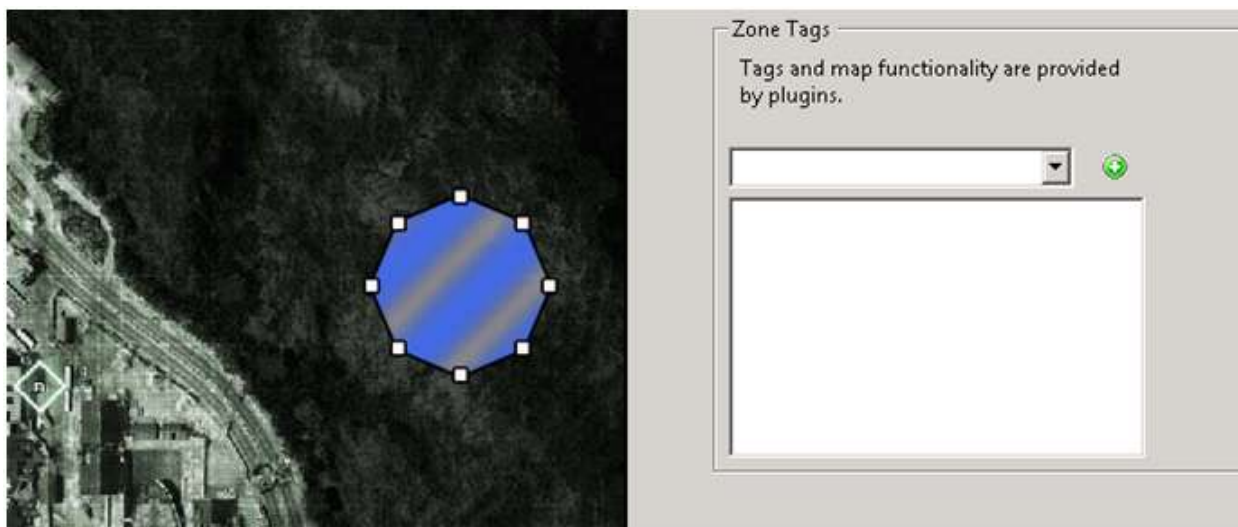 Zone Tags
Tags and map functionality are provided
by plugins.
n